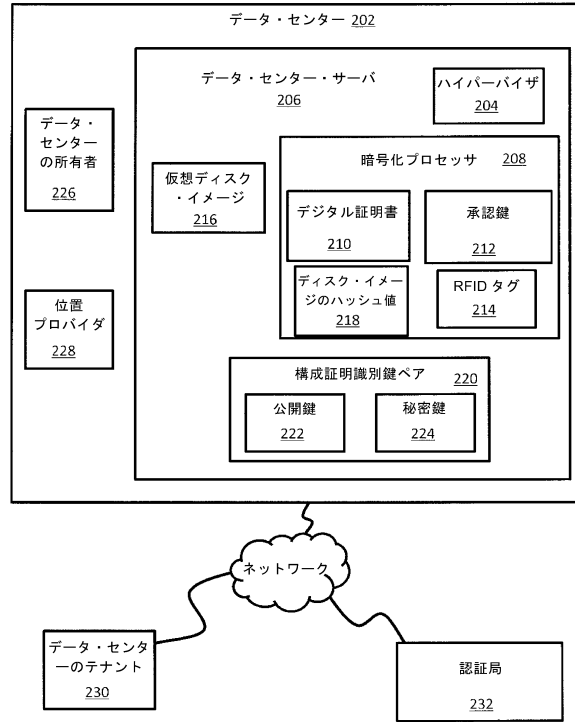 データ・センター 202
データ・センター・サーバ
206
ハイパーバイザ
204
データ・
センター
の所有者
226
仮想ディスク
・イメージ
216
暗号化プロセッサ 208
デジタル証明書
210
承認鍵
212
ディスク・イメー
ジのハッシュ値
218
RFID タグ
214
位置
プロバイダ
228
構成証明識別鍵ペア 220
公開鍵
222
秘密鍵
224
ネットワーク
データ・センタ
ーのテナント
230
認証局
232